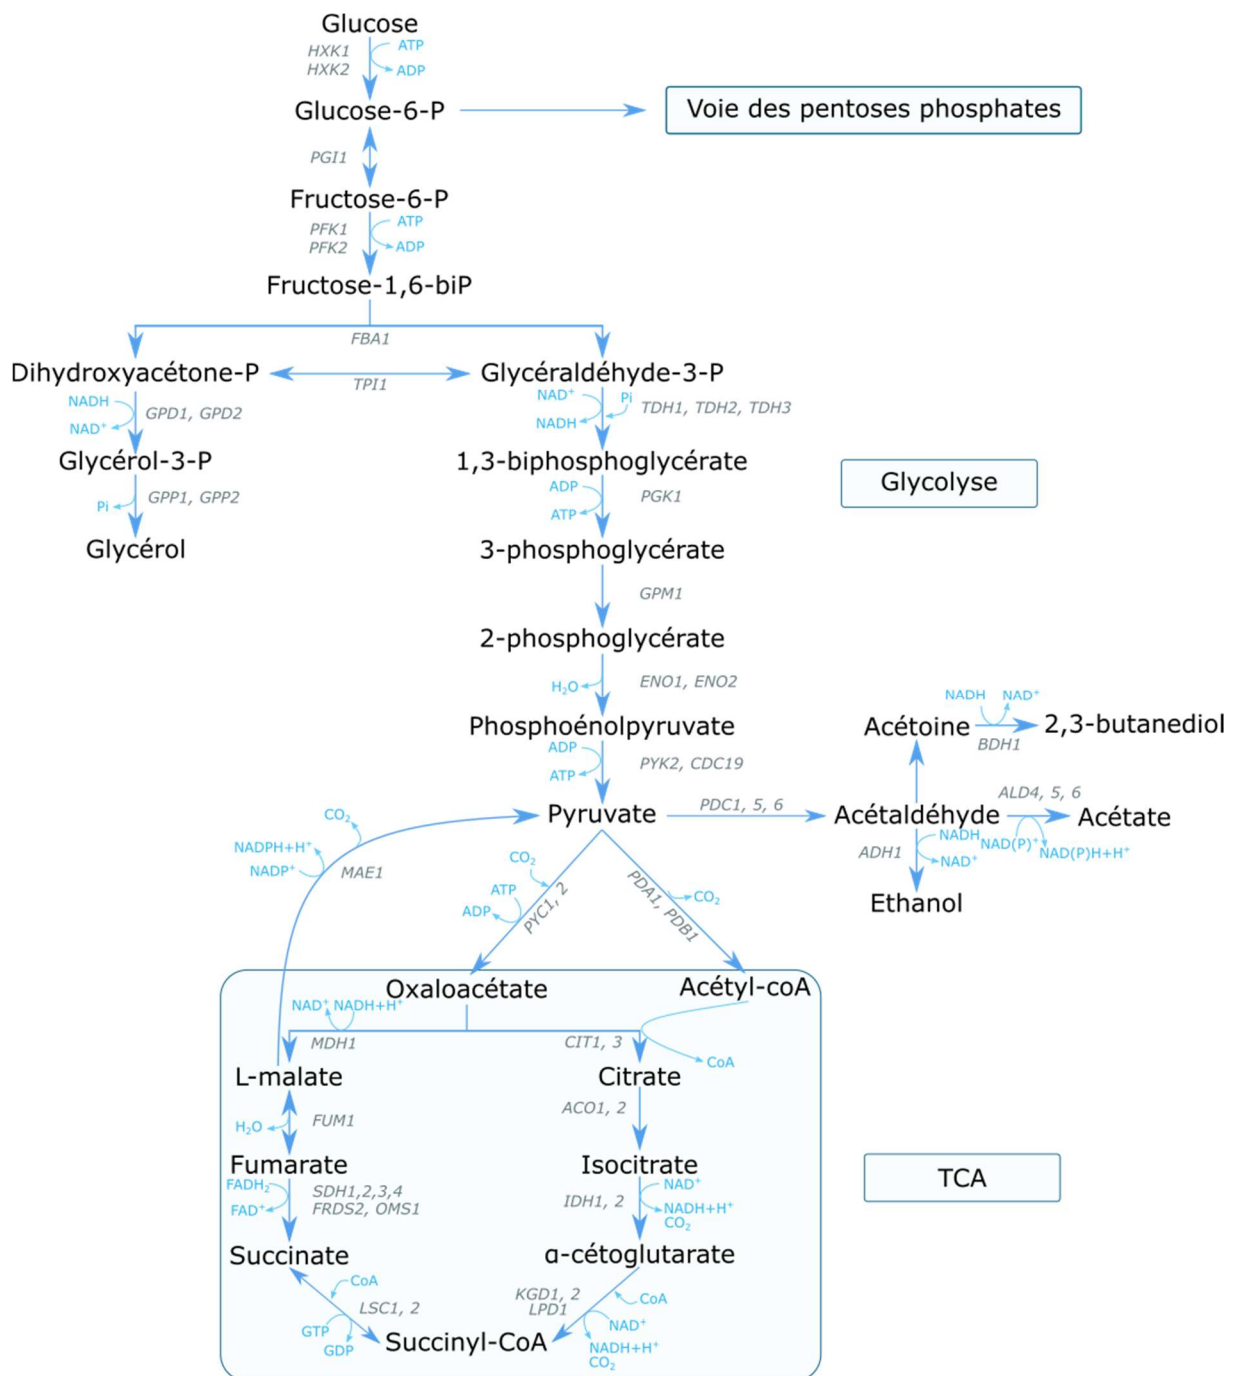 Glucose
HXK1
HXK2
ATP
ADP
Glucose-6-P
Voie des pentoses phosphates
PGI1
Fructose-6-P
PFK1
PFK2
ATP
ADP
Fructose-1,6-biP
FBA1
Dihydroxyacétone-P
TPI1
Glycéraldéhyde-3-P
NADH
NAD⁺
GPD1, GPD2
NAD⁺
NADH
Pi
TDH1, TDH2, TDH3
Glycérol-3-P
1,3-biphosphoglycérate
Pi
GPP1, GPP2
ADP
ATP
PGK1
Glycolyse
Glycérol
3-phosphoglycérate
GPM1
2-phosphoglycérate
H₂O
ENO1, ENO2
Phosphoénolpyruvate
NADH
NAD⁺
Acétoine
2,3-butanediol
BDH1
ADP
ATP
PYK2, CDC19
Pyruvate
PDC1, 5, 6
Acétaldéhyde
ALD4, 5, 6
Acétate
NAD(P)⁺
NAD(P)H+H⁺
ADH1
NADH
NAD⁺
Ethanol
CO₂
NADPH+H⁺
NADP⁺
MAE1
CO₂
ATP
ADP
PYC1, 2
PDA1, PDB1
CO₂
Oxaloacétate
Acétyl-coA
NAD⁺
NADH+H⁺
MDH1
CIT1, 3
CoA
L-malate
Citrate
H₂O
FUM1
ACO1, 2
Fumarate
Isocitrate
TCA
FADH₂
FAD⁺
SDH1,2,3,4
FRDS2, OMS1
IDH1, 2
NAD⁺
NADH+H⁺
CO₂
Succinate
α-cétoglutarate
CoA
LSC1, 2
GTP
GDP
KGD1, 2
LPD1
CoA
NAD⁺
NADH+H⁺
CO₂
Succinyl-CoA